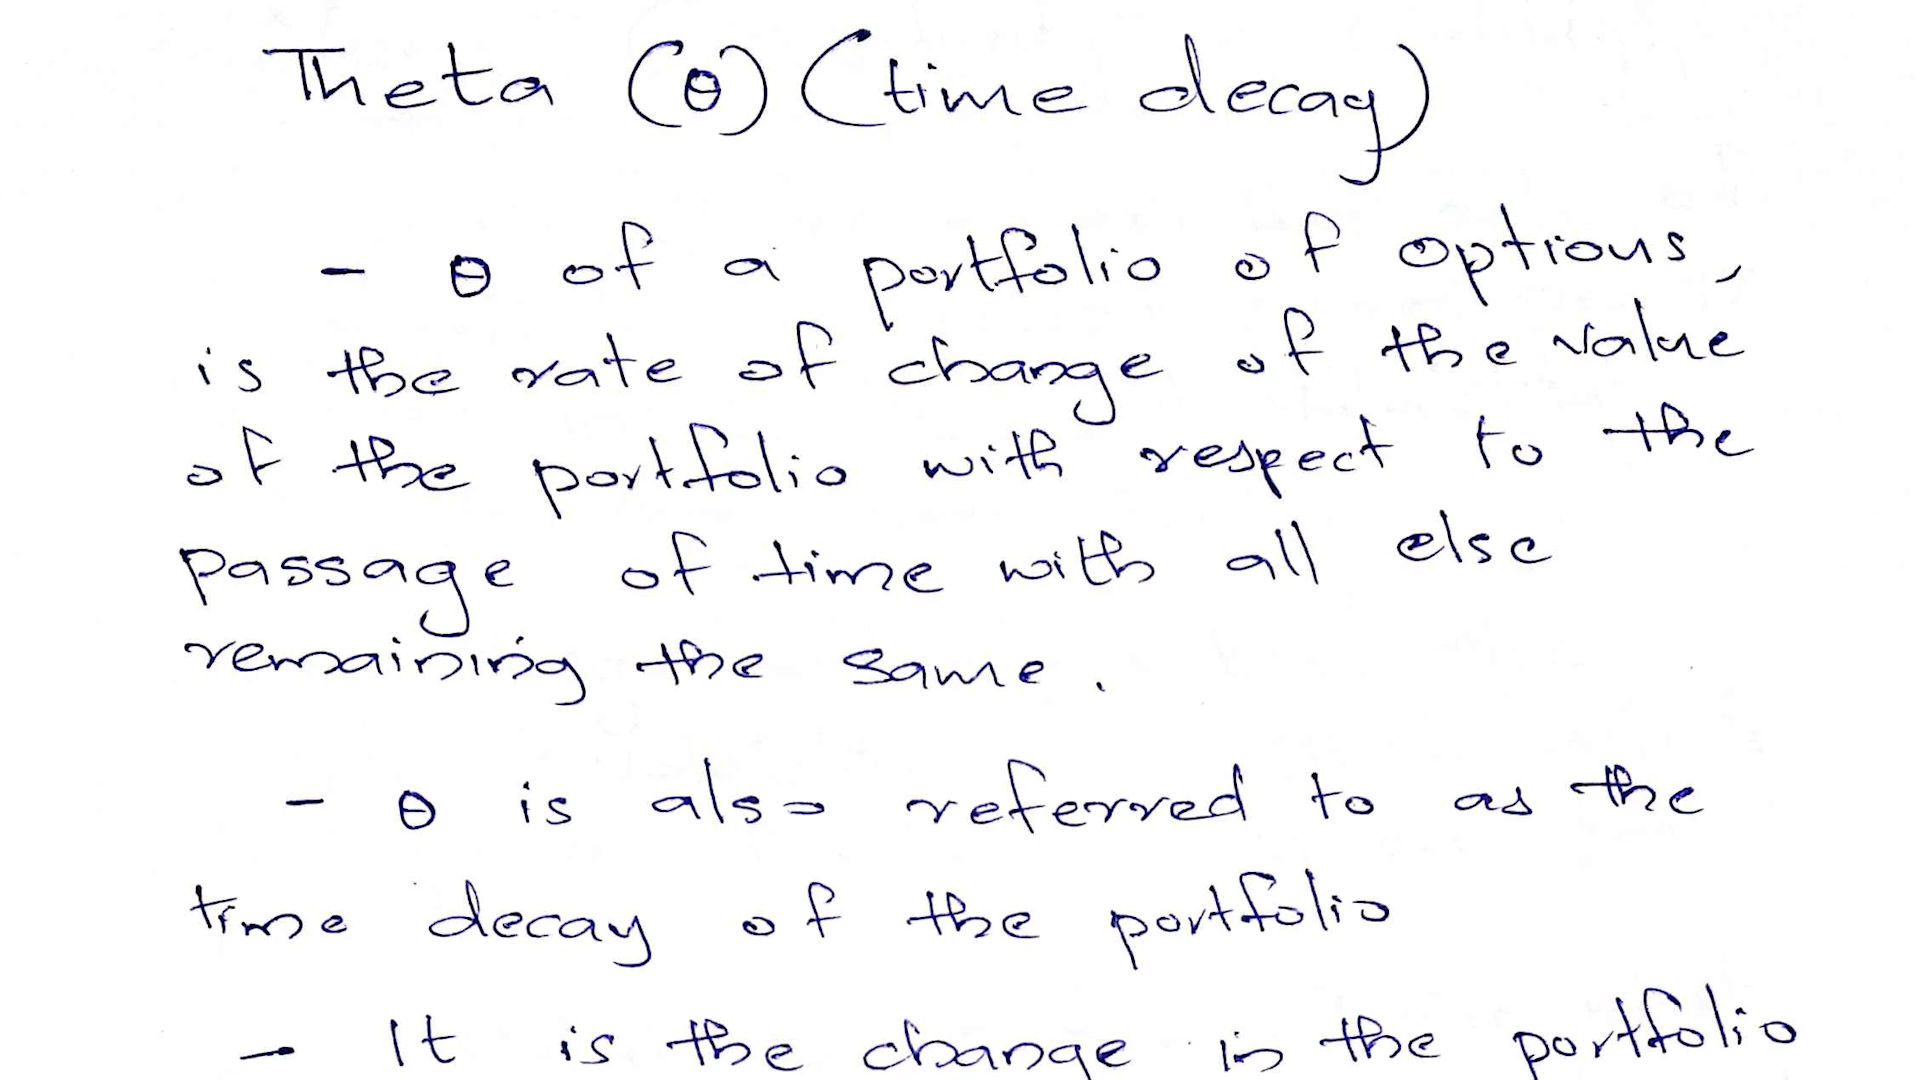 Theta (θ) (time decay)
- θ of a portfolio of options,
is the rate of change of the value
of the portfolio with respect to the
passage of time with all else
remaining the same.
- θ is also referred to as the
time decay of the portfolio
- It is the change in the portfolio